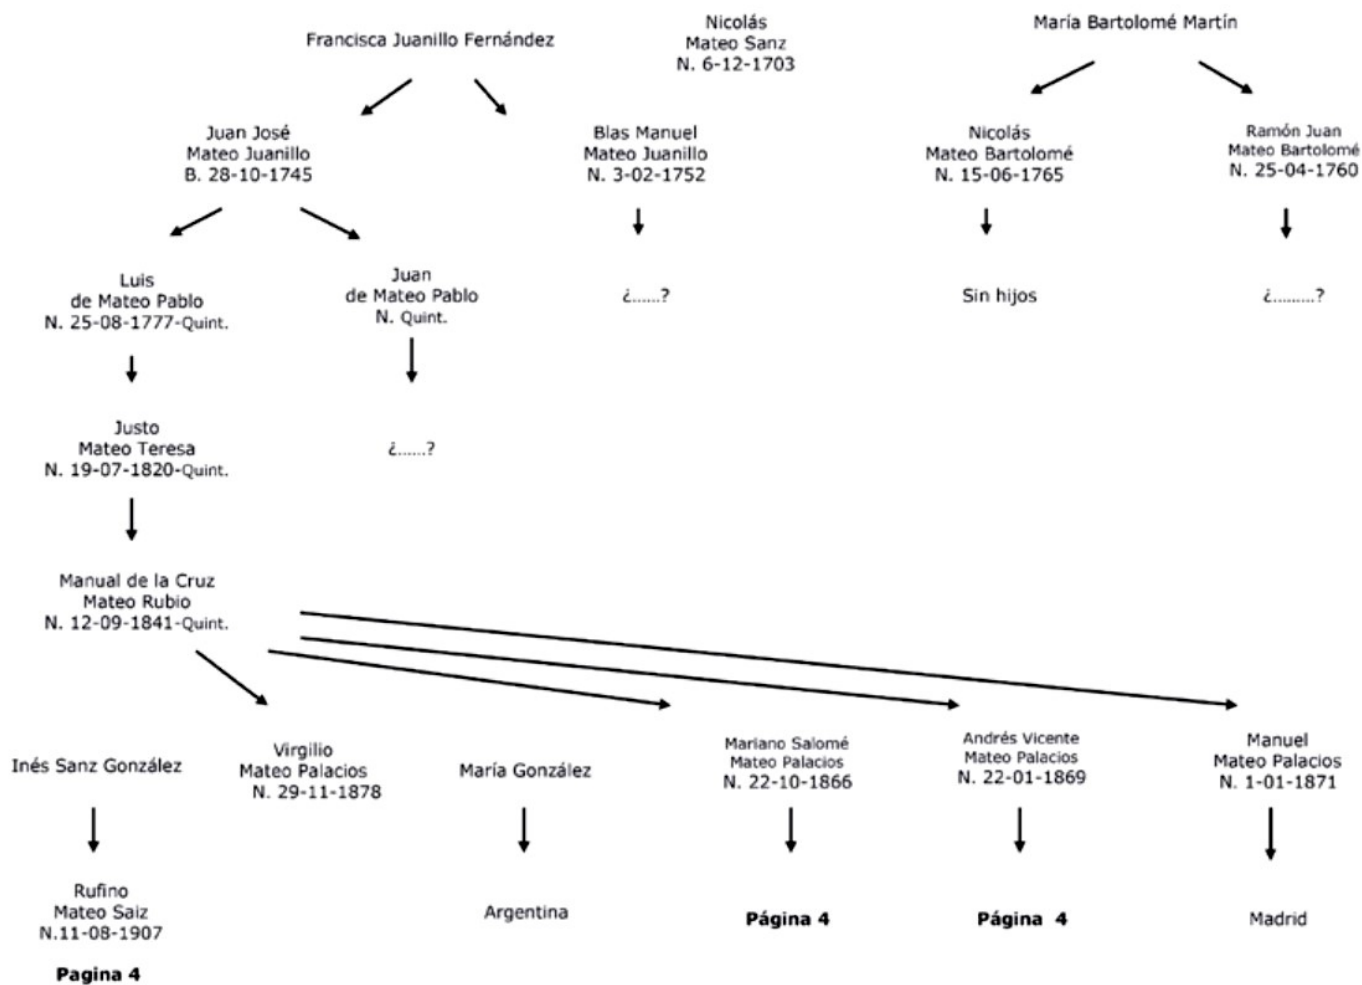 Francisca Juanillo Fernández
Nicolás
Mateo Sanz
N. 6-12-1703
María Bartolomé Martín
Juan José
Mateo Juanillo
B. 28-10-1745
Blas Manuel
Mateo Juanillo
N. 3-02-1752
Nicolás
Mateo Bartolomé
N. 15-06-1765
Ramón Juan
Mateo Bartolomé
N. 25-04-1760
Luis
de Mateo Pablo
N. 25-08-1777-Quint.
Juan
de Mateo Pablo
N. Quint.
¿......?
Sin hijos
¿.........?
Justo
Mateo Teresa
N. 19-07-1820-Quint.
¿......?
Manual de la Cruz
Mateo Rubio
N. 12-09-1841-Quint.
Inés Sanz González
Virgilio
Mateo Palacios
N. 29-11-1878
María González
Mariano Salomé
Mateo Palacios
N. 22-10-1866
Andrés Vicente
Mateo Palacios
N. 22-01-1869
Manuel
Mateo Palacios
N. 1-01-1871
Rufino
Mateo Saiz
N.11-08-1907
Pagina 4
Argentina
Página 4
Página 4
Madrid